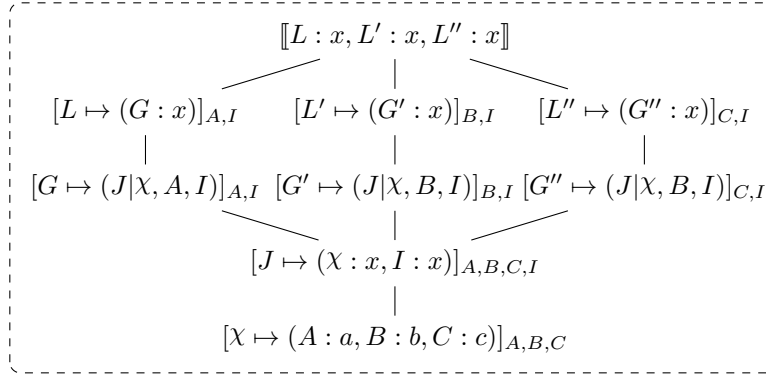 ⟦L : x, L′ : x, L′′ : x⟧
[L ↦ (G : x)]_{A,I} [L′ ↦ (G′ : x)]_{B,I} [L′′ ↦ (G′′ : x)]_{C,I}
[G ↦ (J|χ, A, I)]_{A,I} [G′ ↦ (J|χ, B, I)]_{B,I} [G′′ ↦ (J|χ, B, I)]_{C,I}
[J ↦ (χ : x, I : x)]_{A,B,C,I}
[χ ↦ (A : a, B : b, C : c)]_{A,B,C}